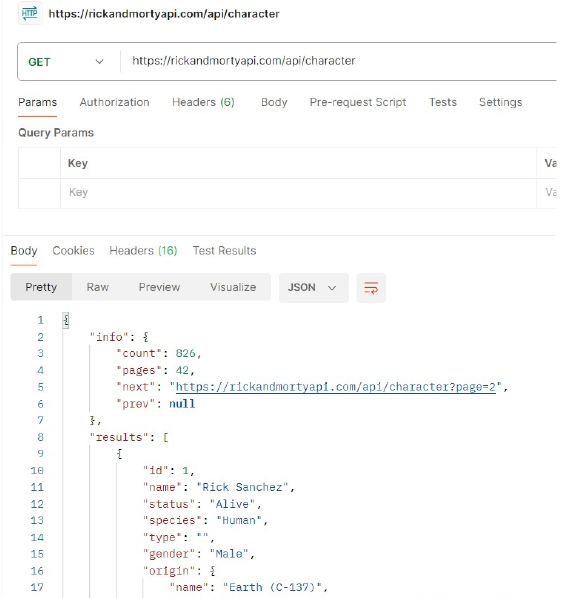 HTTP https://rickandmortyapi.com/api/character
GET https://rickandmortyapi.com/api/character
Params Authorization Headers (6) Body Pre-request Script Tests Settings
Query Params
Key Va
Key Va
Body Cookies Headers (16) Test Results
Pretty Raw Preview Visualize JSON
1 {
2 "info": {
3 "count": 826,
4 "pages": 42,
5 "next": "https://rickandmortyapi.com/api/character?page=2",
6 "prev": null
7 },
8 "results": [
9 {
10 "id": 1,
11 "name": "Rick Sanchez",
12 "status": "Alive",
13 "species": "Human",
14 "type": "",
15 "gender": "Male",
16 "origin": {
17 "name": "Earth (C-137)",